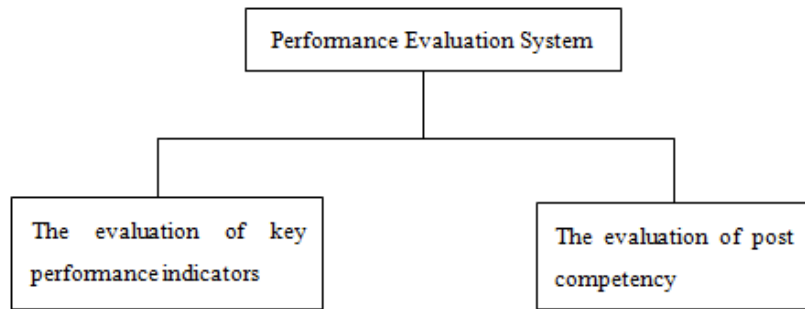 Performance Evaluation System
The evaluation of key
performance indicators
The evaluation of post
competency